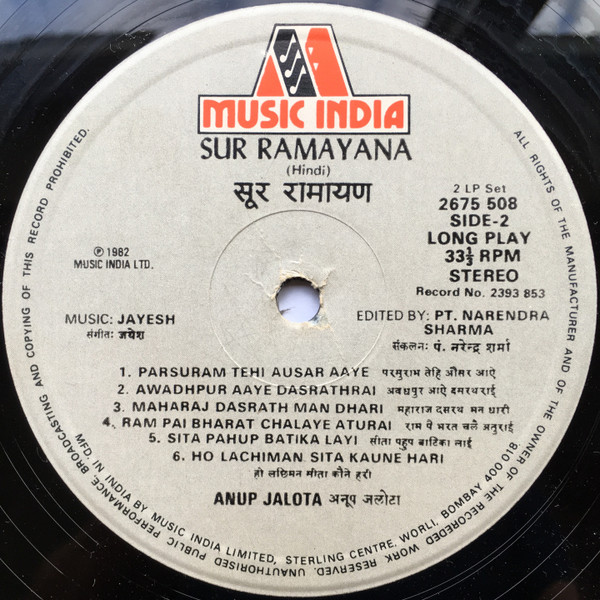 MUSIC INDIA
SUR RAMAYANA
(Hindi)
सूर रामायण
2 LP Set
2675 508
SIDE-2
LONG PLAY
33⅓ RPM
STEREO
Record No. 2393 853
℗ 1982
MUSIC INDIA LTD.
MUSIC: JAYESH
संगीत: जयेश
EDITED BY: PT. NARENDRA
SHARMA
संकलन: पं. नरेन्द्र शर्मा
1. PARSURAM TEHI AUSAR AAYE परसुराम तेहि औसर आऐ
2. AWADHPUR AAYE DASRATHRAI अवधपुर आऐ दसरथराई
3. MAHARAJ DASRATH MAN DHARI महाराज दसरथ मन धारी
4. RAM PAI BHARAT CHALAYE ATURAI राम पे भरत चले अतुराई
5. SITA PAHUP BATIKA LAYI सीता पहुप बाटिका लाई
6. HO LACHIMAN SITA KAUNE HARI
हो लछिमन सीता कौने हरी
ANUP JALOTA अनूप जलोटा
ALL RIGHTS OF THE MANUFACTURER AND OF THE OWNER OF THE RECOREDED WORK RESERVED. UNAUTHORISED PUBLIC PERFORMANCE, BROADCASTING AND COPYING OF THIS RECORD PROHIBITED.
MFD. IN INDIA BY MUSIC INDIA LIMITED, STERLING CENTRE, WORLI, BOMBAY 400 018.